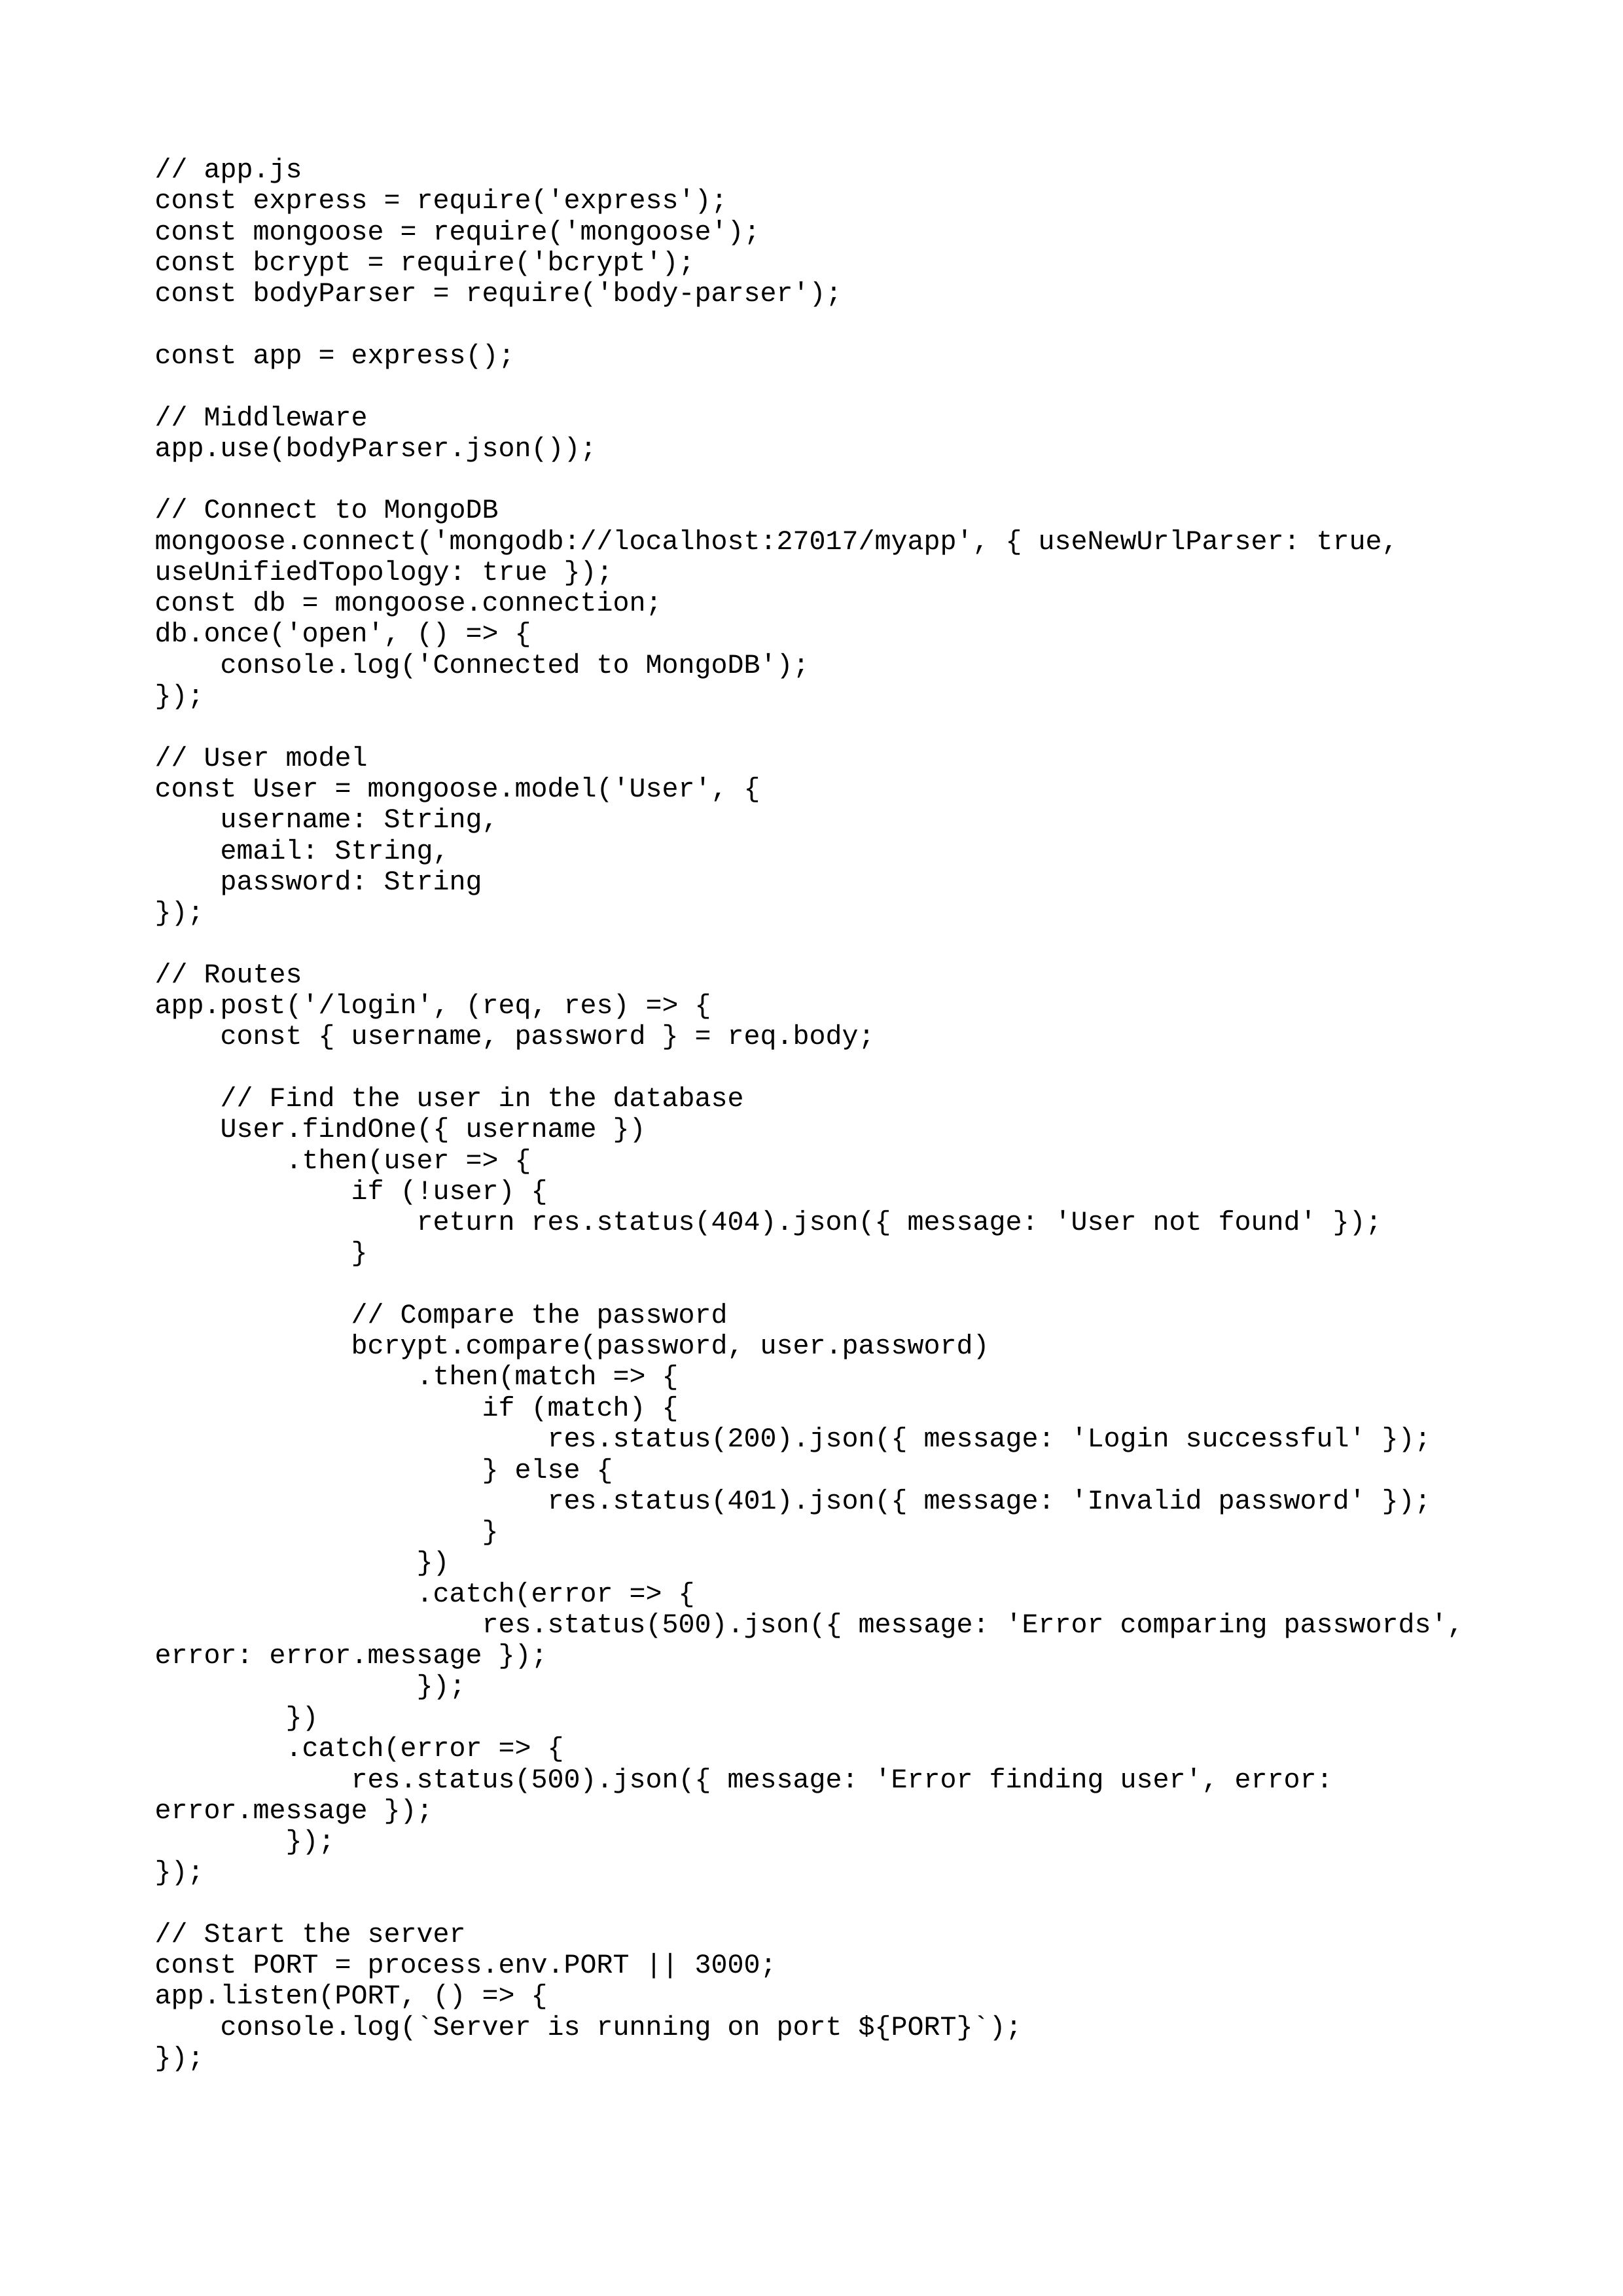 // app.js
const express = require('express');
const mongoose = require('mongoose');
const bcrypt = require('bcrypt');
const bodyParser = require('body-parser');

const app = express();

// Middleware
app.use(bodyParser.json());

// Connect to MongoDB
mongoose.connect('mongodb://localhost:27017/myapp', { useNewUrlParser: true,
useUnifiedTopology: true });
const db = mongoose.connection;
db.once('open', () => {
    console.log('Connected to MongoDB');
});

// User model
const User = mongoose.model('User', {
    username: String,
    email: String,
    password: String
});

// Routes
app.post('/login', (req, res) => {
    const { username, password } = req.body;

    // Find the user in the database
    User.findOne({ username })
        .then(user => {
            if (!user) {
                return res.status(404).json({ message: 'User not found' });
            }

            // Compare the password
            bcrypt.compare(password, user.password)
                .then(match => {
                    if (match) {
                        res.status(200).json({ message: 'Login successful' });
                    } else {
                        res.status(401).json({ message: 'Invalid password' });
                    }
                })
                .catch(error => {
                    res.status(500).json({ message: 'Error comparing passwords',
error: error.message });
                });
        })
        .catch(error => {
            res.status(500).json({ message: 'Error finding user', error:
error.message });
        });
});

// Start the server
const PORT = process.env.PORT || 3000;
app.listen(PORT, () => {
    console.log(`Server is running on port ${PORT}`);
});